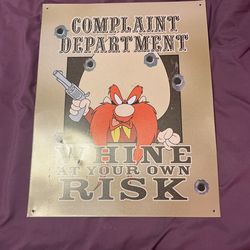 COMPLAINT
DEPARTMENT
WHINE
AT YOUR OWN
RISK